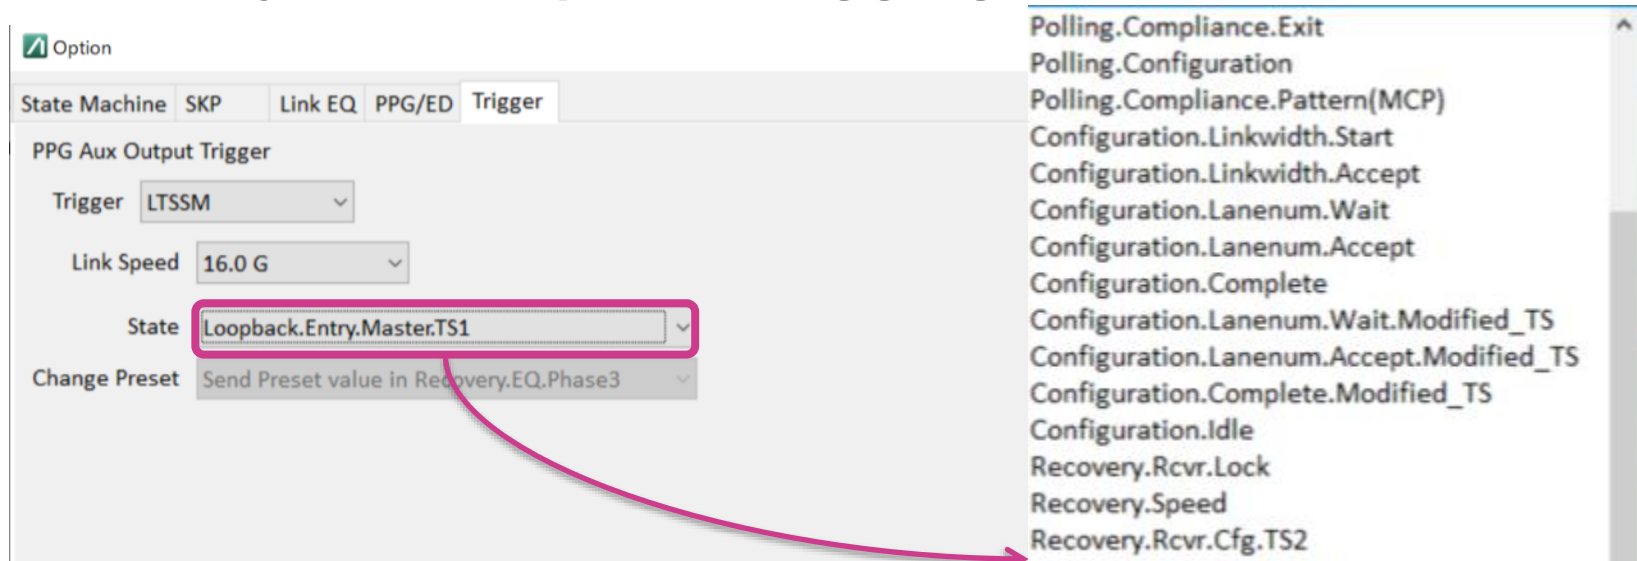 Option
State Machine SKP Link EQ PPG/ED Trigger
PPG Aux Output Trigger
Trigger LTSSM
Link Speed 16.0 G
State Loopback.Entry.Master.TS1
Change Preset Send Preset value in Recovery.EQ.Phase3
Polling.Compliance.Exit
Polling.Configuration
Polling.Compliance.Pattern(MCP)
Configuration.Linkwidth.Start
Configuration.Linkwidth.Accept
Configuration.Lanenum.Wait
Configuration.Lanenum.Accept
Configuration.Complete
Configuration.Lanenum.Wait.Modified_TS
Configuration.Lanenum.Accept.Modified_TS
Configuration.Complete.Modified_TS
Configuration.Idle
Recovery.Rcvr.Lock
Recovery.Speed
Recovery.Rcvr.Cfg.TS2